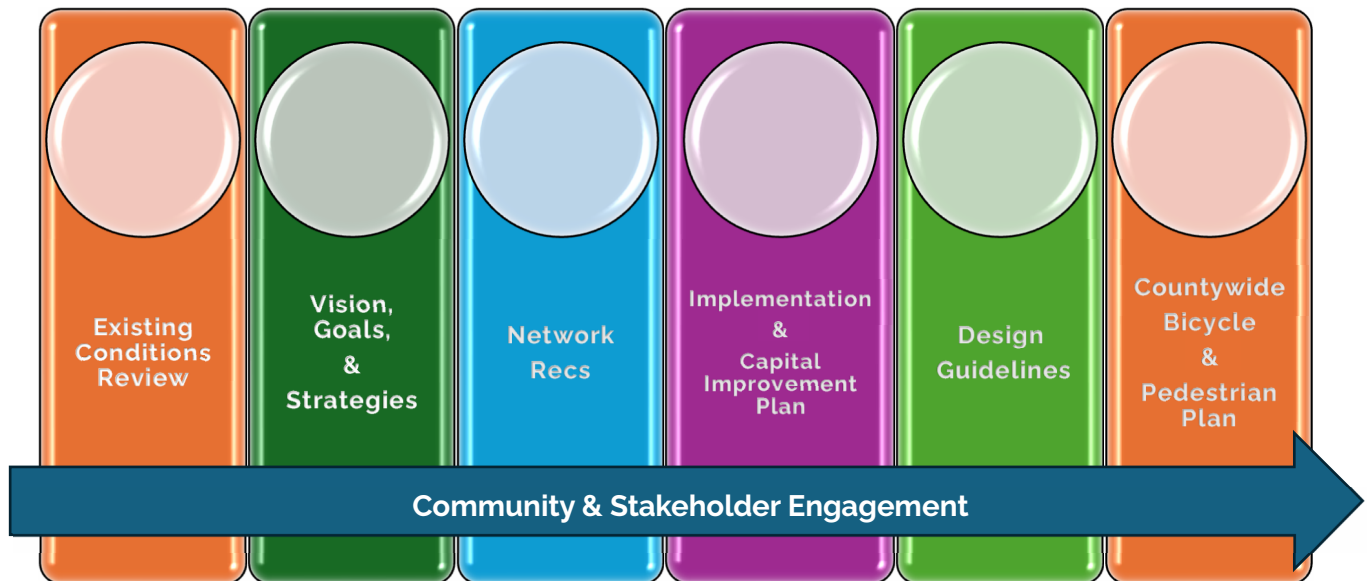 Existing
Conditions
Review
Vision,
Goals,
&
Strategies
Network
Recs
Implementation
&
Capital
Improvement
Plan
Design
Guidelines
Countywide
Bicycle
&
Pedestrian
Plan
Community & Stakeholder Engagement